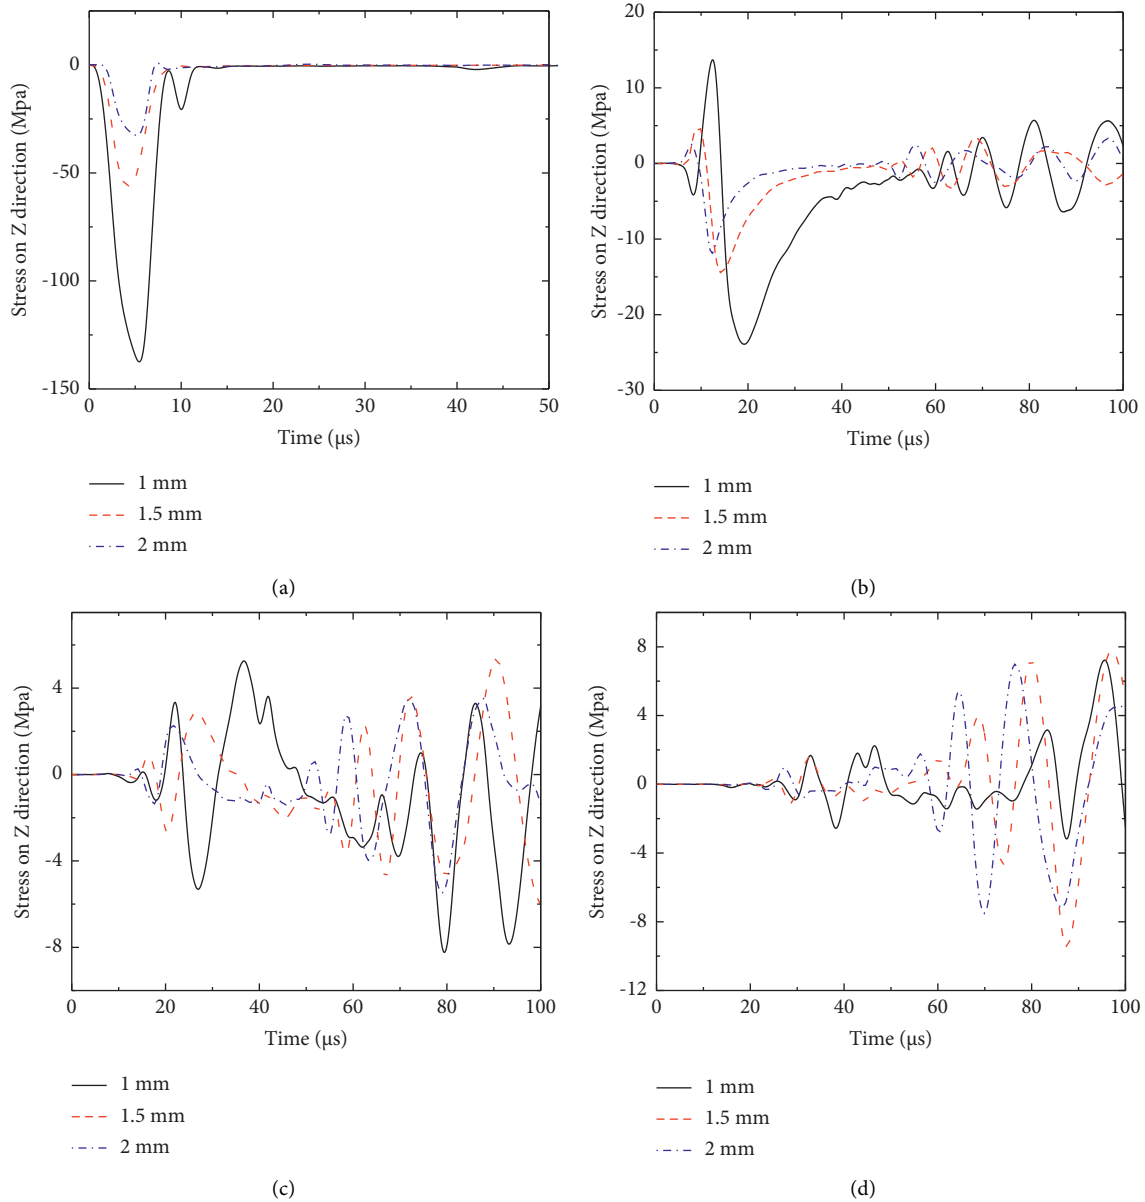 0
-50
-100
-150
Stress on Z direction (Mpa)
0 10 20 30 40 50
Time (μs)
1 mm
1.5 mm
2 mm
(a)
20
10
0
-10
-20
-30
Stress on Z direction (Mpa)
0 20 40 60 80 100
Time (μs)
1 mm
1.5 mm
2 mm
(b)
4
0
-4
-8
Stress on Z direction (Mpa)
0 20 40 60 80 100
Time (μs)
1 mm
1.5 mm
2 mm
(c)
8
4
0
-4
-8
-12
Stress on Z direction (Mpa)
0 20 40 60 80 100
Time (μs)
1 mm
1.5 mm
2 mm
(d)